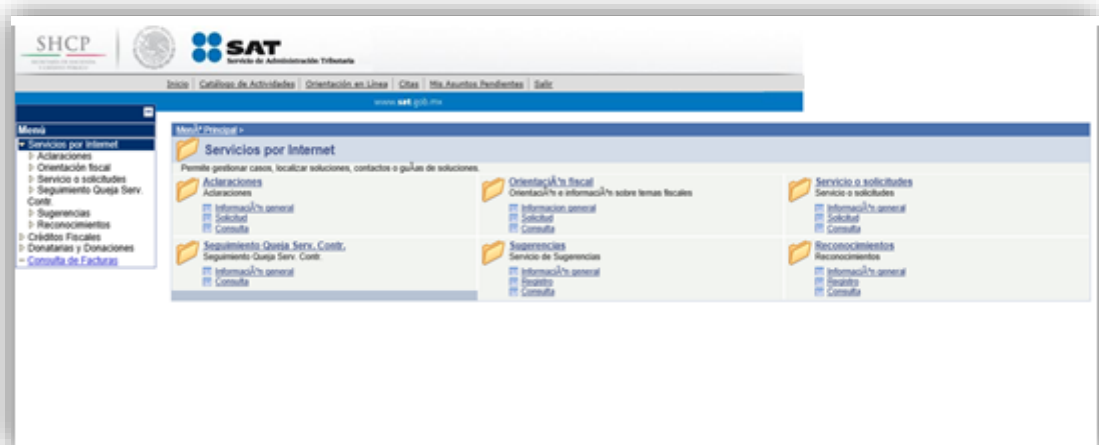 SHCP
SAT
Servicio de Administración Tributaria
Inicio | Catálogo de Actividades | Orientación en Línea | Citas | Mis Asuntos Pendientes | Salir
www.sat.gob.mx
Menú
Servicios por Internet
Aclaraciones
Orientación fiscal
Servicio o solicitudes
Seguimiento Queja Serv.
Contr.
Sugerencias
Reconocimientos
Créditos Fiscales
Donatarias y Donaciones
Consulta de Facturas
MenÃº Principal >
Servicios por Internet
Permite gestionar casos, localizar soluciones, contactos o guÃ­as de soluciones.
Aclaraciones
Aclaraciones
InformaciÃ³n general
Solicitud
Consulta
OrientaciÃ³n fiscal
OrientaciÃ³n e informaciÃ³n sobre temas fiscales
Informacion general
Solicitud
Consulta
Servicio o solicitudes
Servicio o solicitudes
InformaciÃ³n general
Solicitud
Consulta
Seguimiento Queja Serv. Contr.
Seguimiento Queja Serv. Contr.
InformaciÃ³n general
Consulta
Sugerencias
Servicio de Sugerencias
InformaciÃ³n general
Registro
Consulta
Reconocimientos
Reconocimientos
InformaciÃ³n general
Registro
Consulta